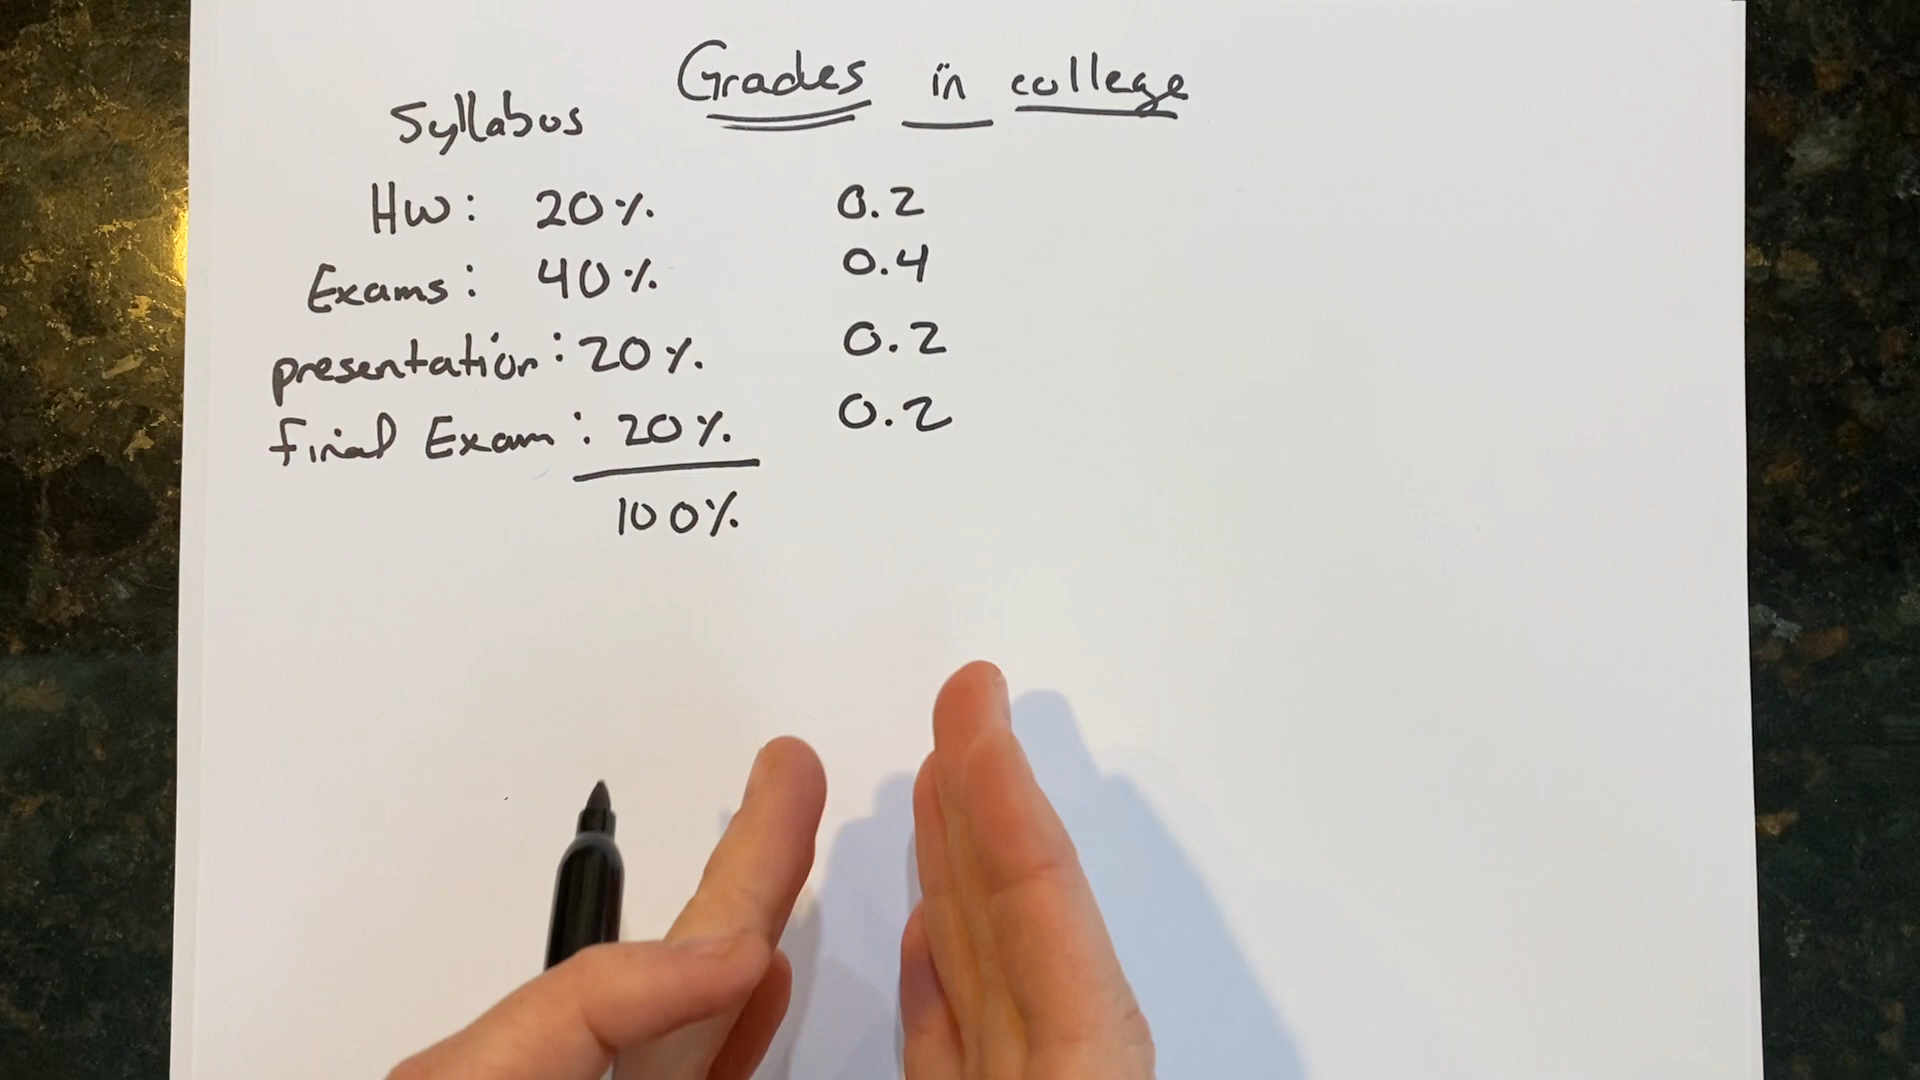 Grades in college
Syllabus
HW: 20% 0.2
Exams: 40% 0.4
presentation: 20% 0.2
final Exam: 20% 0.2
100%